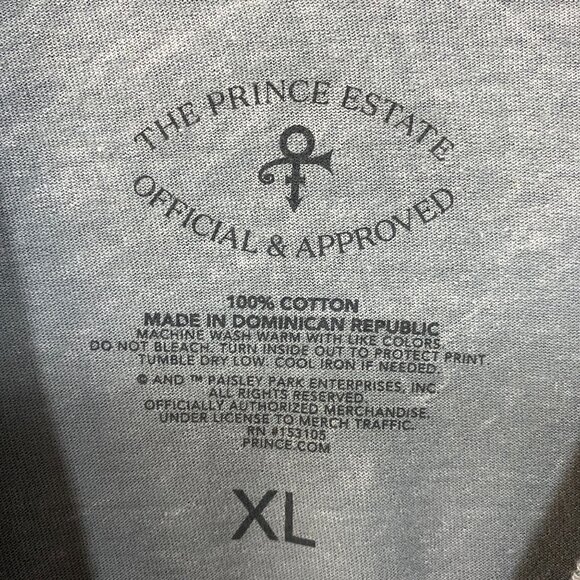 THE PRINCE ESTATE
OFFICIAL & APPROVED
100% COTTON
MADE IN DOMINICAN REPUBLIC
MACHINE WASH WARM WITH LIKE COLORS.
DO NOT BLEACH. TURN INSIDE OUT TO PROTECT PRINT.
TUMBLE DRY LOW. COOL IRON IF NEEDED.
© AND ™ PAISLEY PARK ENTERPRISES, INC.
ALL RIGHTS RESERVED.
OFFICIALLY AUTHORIZED MERCHANDISE.
UNDER LICENSE TO MERCH TRAFFIC.
RN #153105
PRINCE.COM
XL